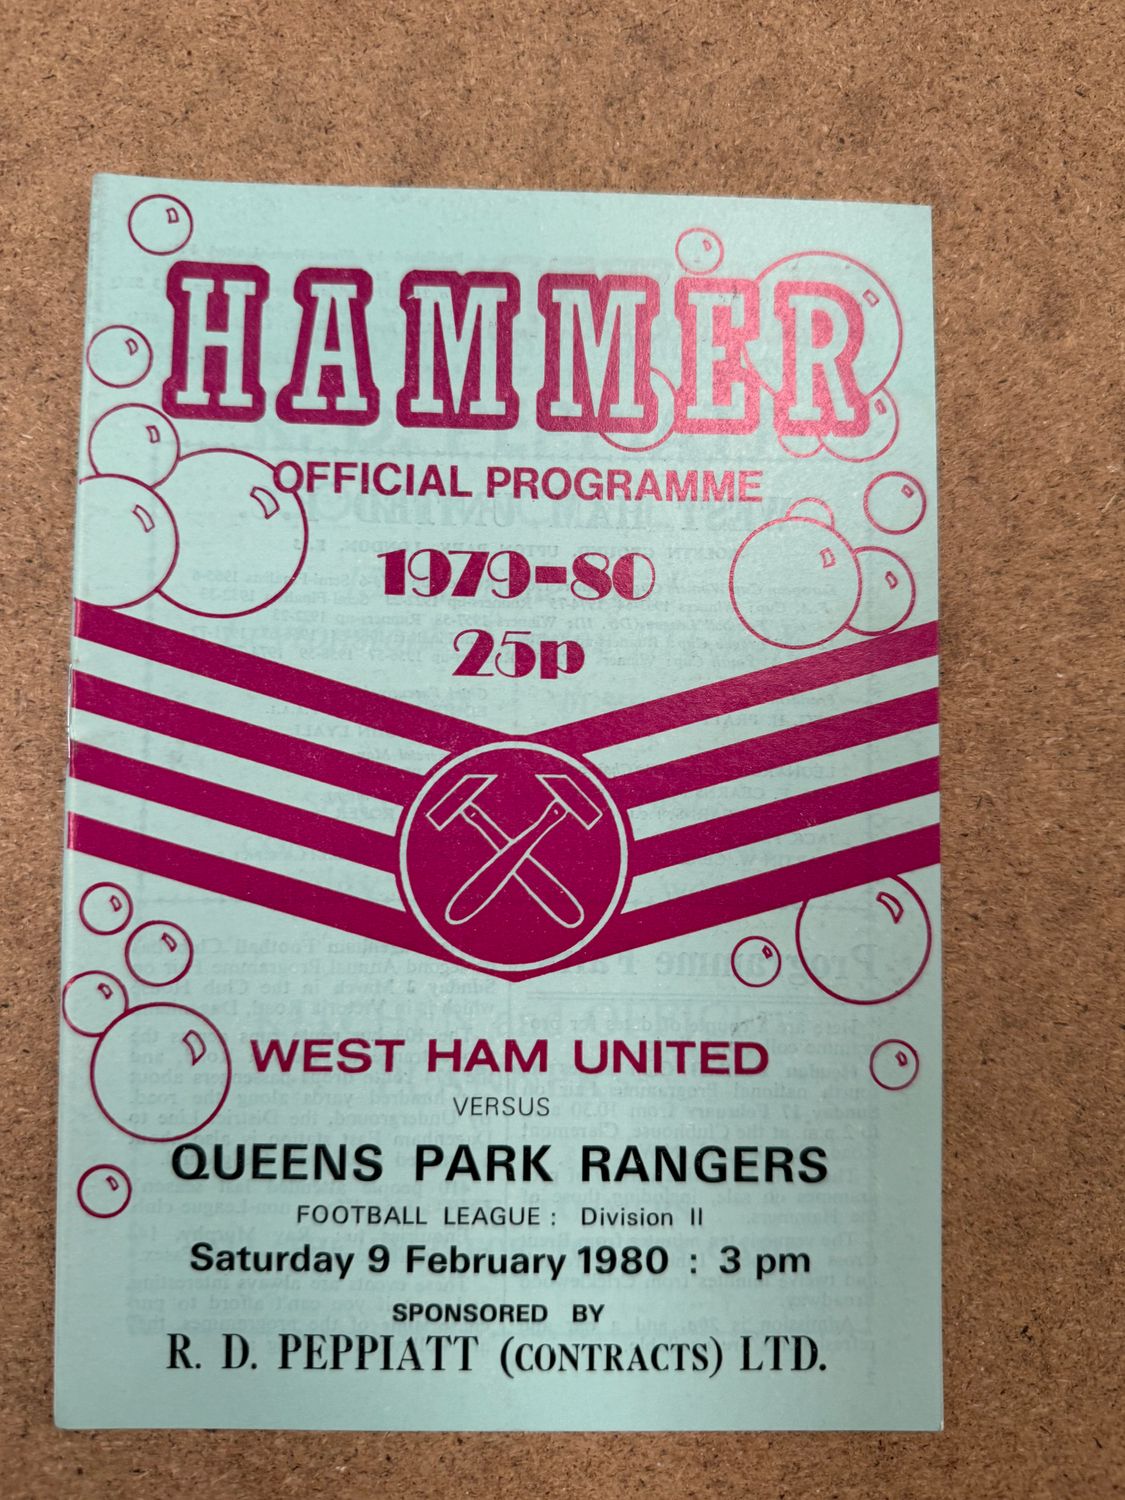 HAMMER
OFFICIAL PROGRAMME
1979-80
25p
WEST HAM UNITED
VERSUS
QUEENS PARK RANGERS
FOOTBALL LEAGUE : Division II
Saturday 9 February 1980 : 3 pm
SPONSORED BY
R. D. PEPPIATT (CONTRACTS) LTD.